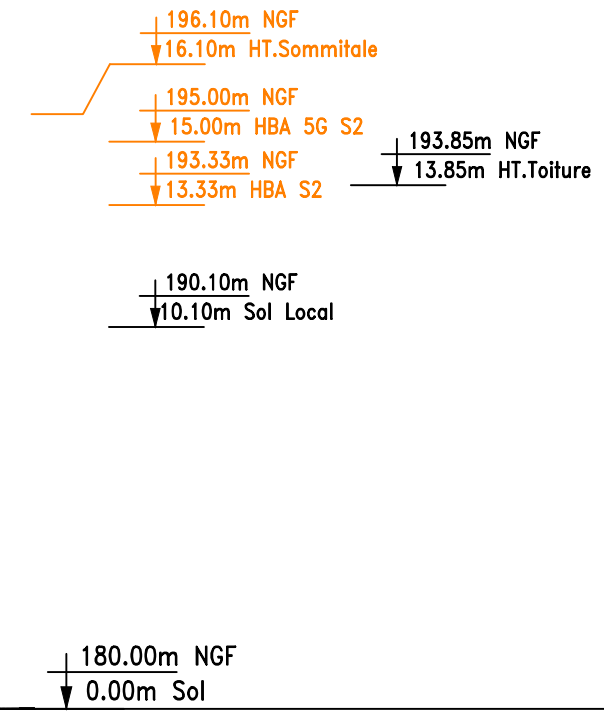 196.10m NGF
16.10m HT.Sommitale
195.00m NGF
15.00m HBA 5G S2
193.33m NGF
13.33m HBA S2
193.85m NGF
13.85m HT.Toiture
190.10m NGF
10.10m Sol Local
180.00m NGF
0.00m Sol